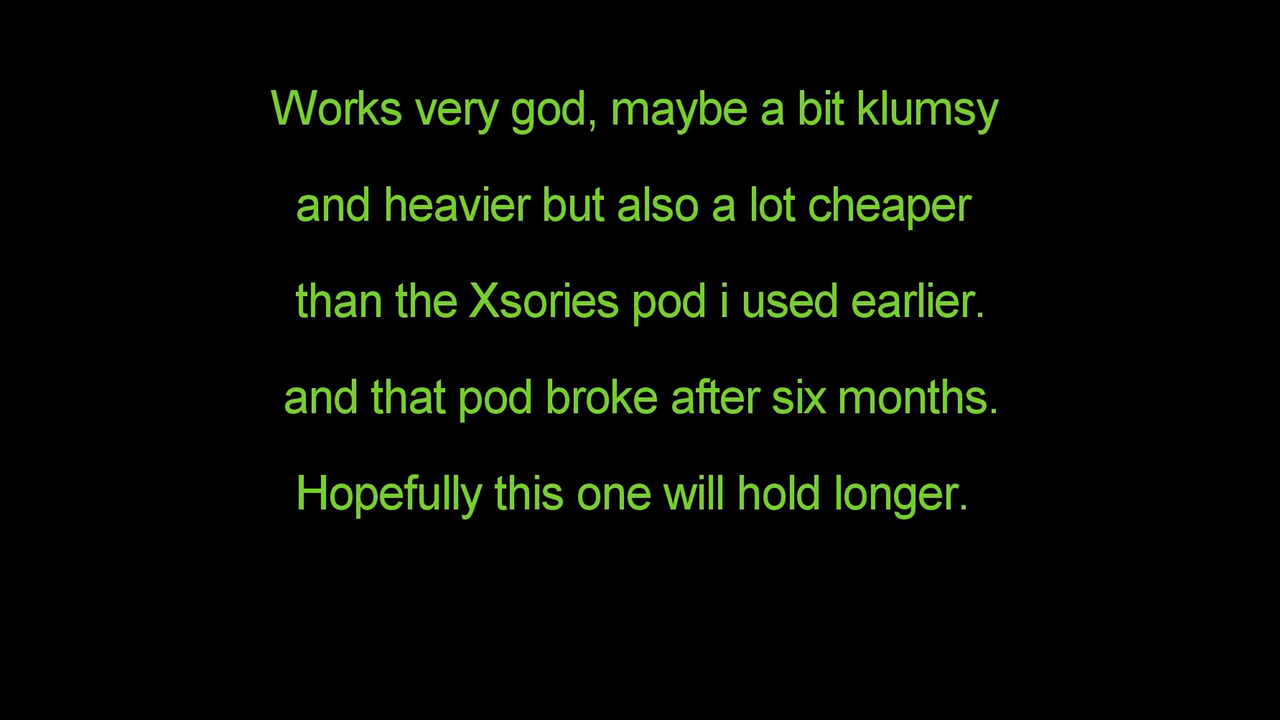 Works very god, maybe a bit klumsy
and heavier but also a lot cheaper
than the Xsories pod i used earlier.
and that pod broke after six months.
Hopefully this one will hold longer.